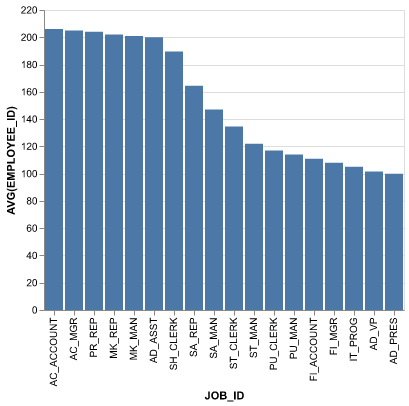 220
200
180
160
140
120
100
80
60
40
20
0
AVG(EMPLOYEE_ID)
AC_ACCOUNT
AC_MGR
PR_REP
MK_REP
MK_MAN
AD_ASST
SH_CLERK
SA_REP
SA_MAN
ST_CLERK
ST_MAN
PU_CLERK
PU_MAN
FI_ACCOUNT
FI_MGR
IT_PROG
AD_VP
AD_PRES
JOB_ID